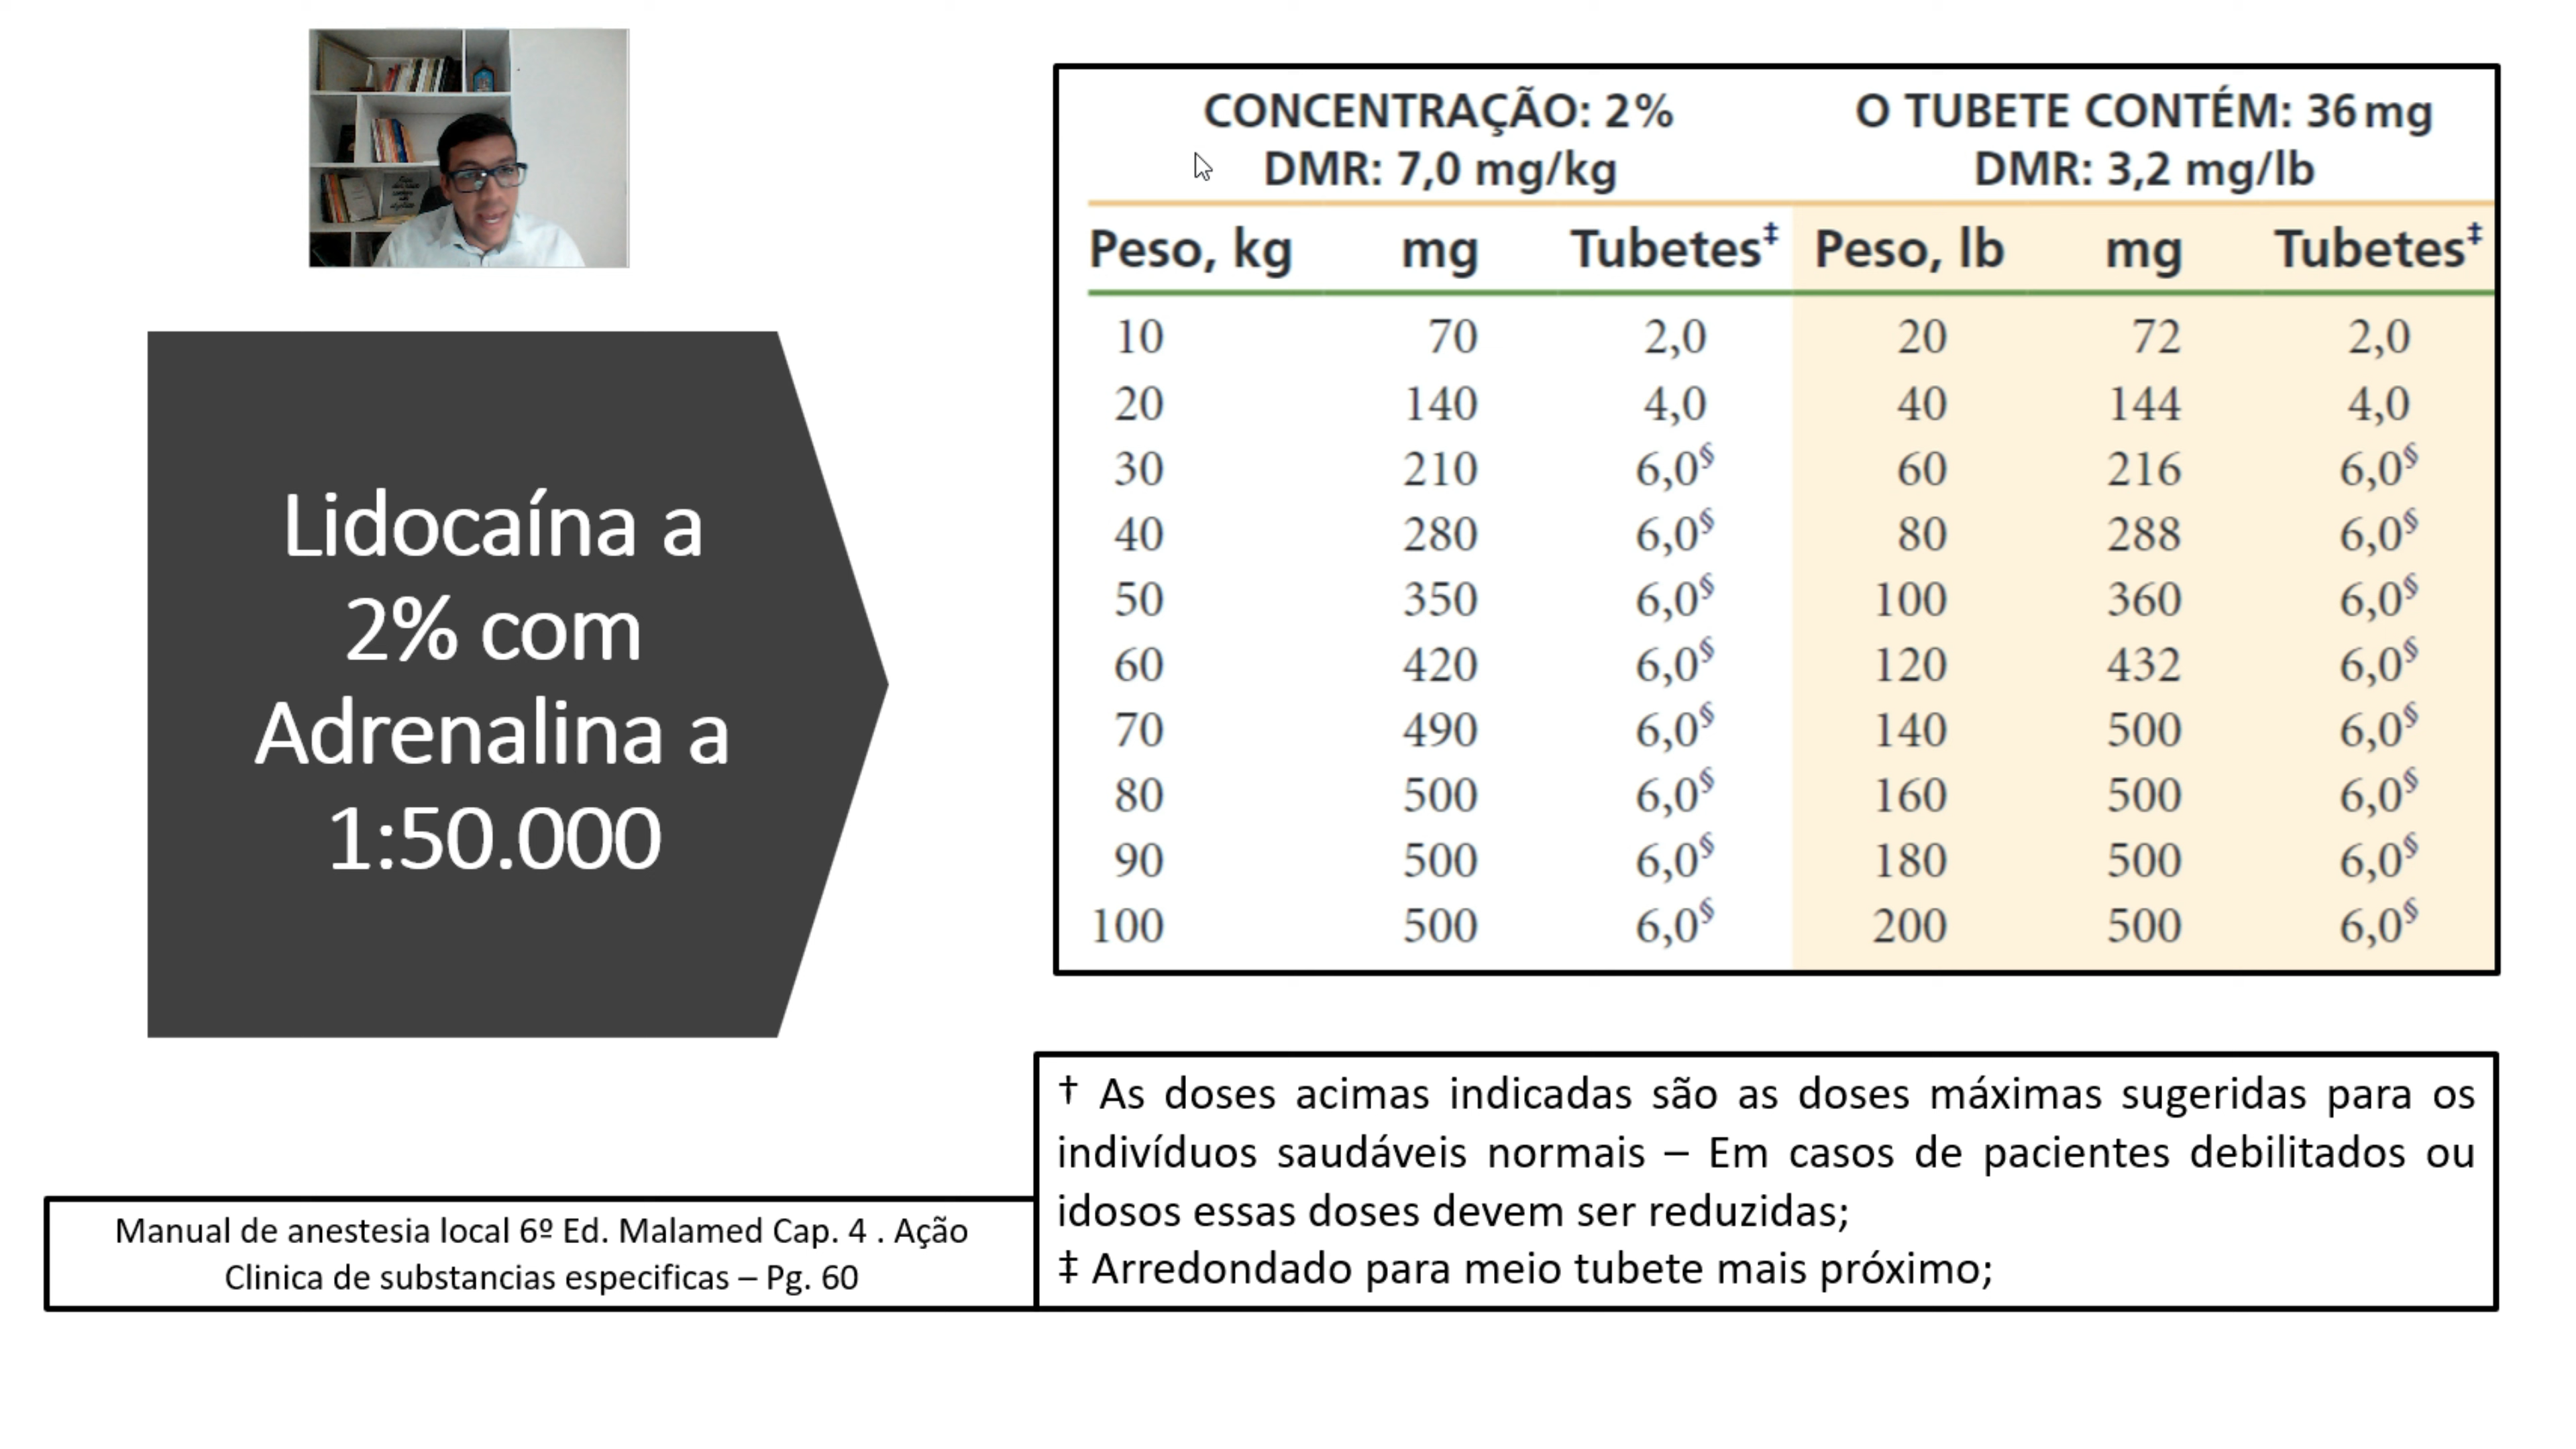 Lidocaína a
2% com
Adrenalina a
1:50.000
CONCENTRAÇÃO: 2% O TUBETE CONTÉM: 36 mg
DMR: 7,0 mg/kg DMR: 3,2 mg/lb
Peso, kg mg Tubetes‡ Peso, lb mg Tubetes‡
10 70 2,0 20 72 2,0
20 140 4,0 40 144 4,0
30 210 6,0§ 60 216 6,0§
40 280 6,0§ 80 288 6,0§
50 350 6,0§ 100 360 6,0§
60 420 6,0§ 120 432 6,0§
70 490 6,0§ 140 500 6,0§
80 500 6,0§ 160 500 6,0§
90 500 6,0§ 180 500 6,0§
100 500 6,0§ 200 500 6,0§
† As doses acimas indicadas são as doses máximas sugeridas para os
indivíduos saudáveis normais – Em casos de pacientes debilitados ou
idosos essas doses devem ser reduzidas;
‡ Arredondado para meio tubete mais próximo;
Manual de anestesia local 6º Ed. Malamed Cap. 4 . Ação
Clinica de substancias especificas – Pg. 60